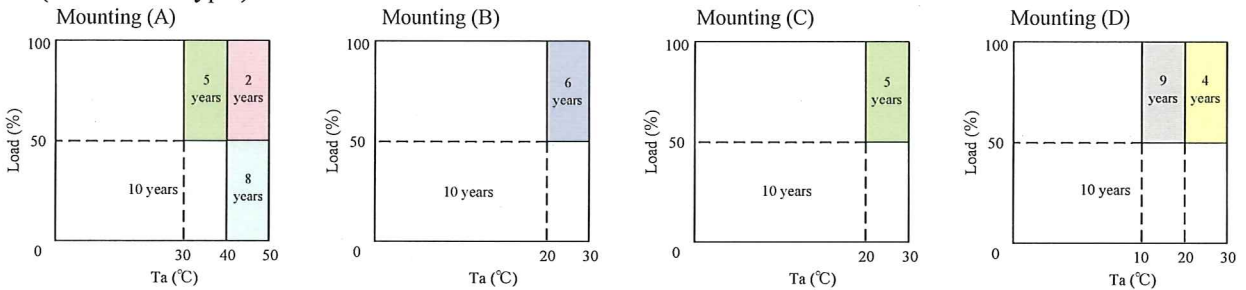 Mounting (A)
100
50
0
Load (%)
5
years
2
years
8
years
10 years
30
40
50
Ta (℃)
Mounting (B)
100
50
0
Load (%)
6
years
10 years
20
30
Ta (℃)
Mounting (C)
100
50
0
Load (%)
5
years
10 years
20
30
Ta (℃)
Mounting (D)
100
50
0
Load (%)
9
years
4
years
10 years
10
20
30
Ta (℃)